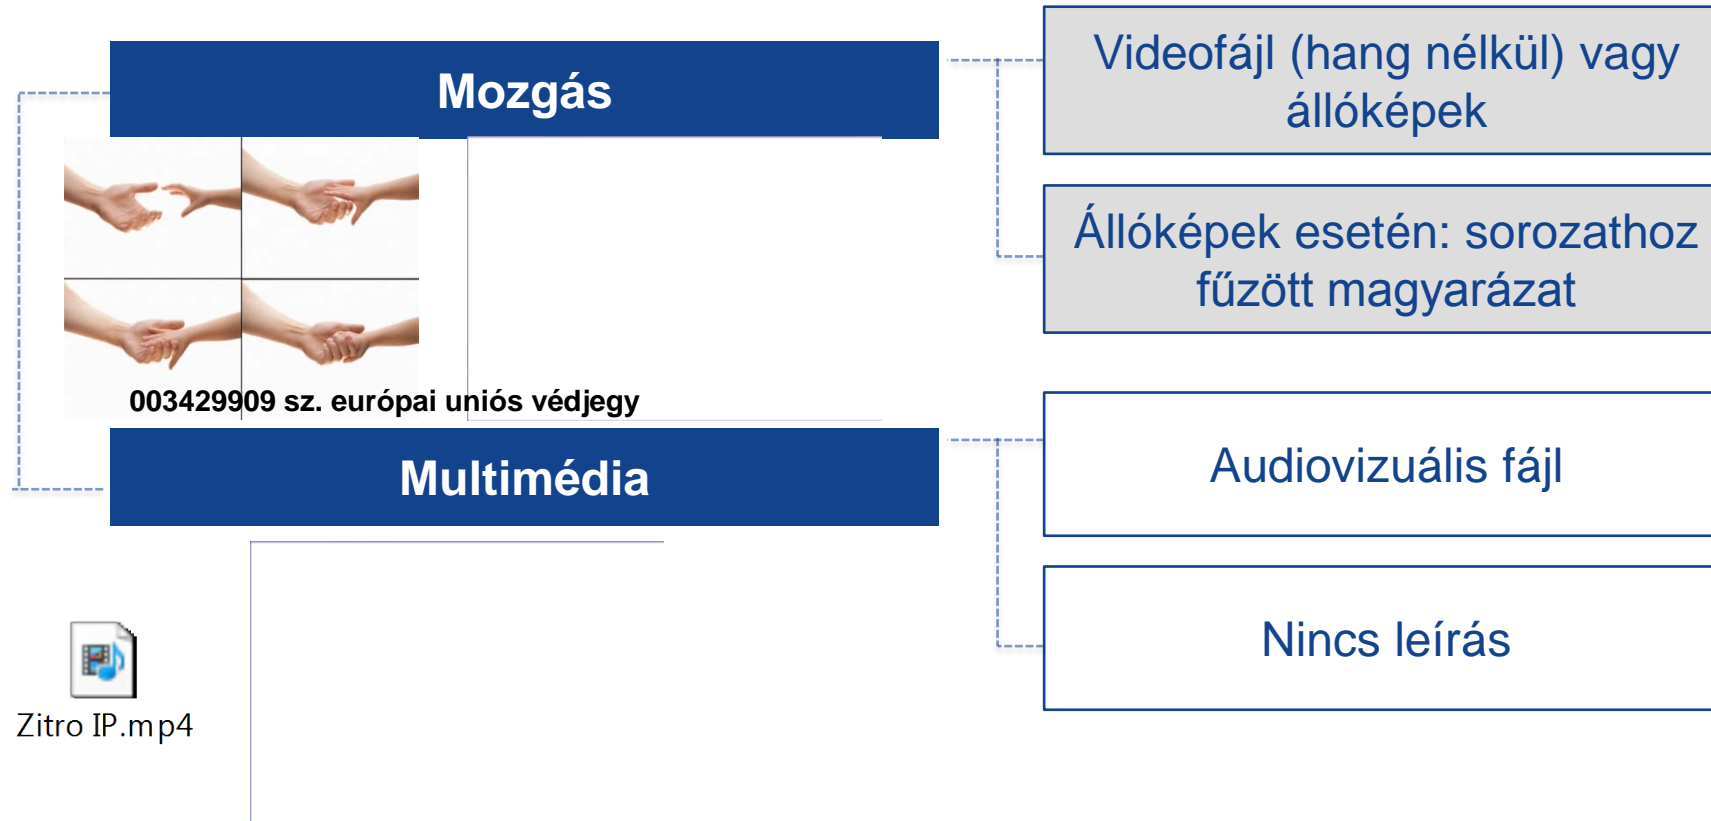 Mozgás
Videofájl (hang nélkül) vagy
állóképek
Állóképek esetén: sorozathoz
fűzött magyarázat
003429909 sz. európai uniós védjegy
Multimédia
Audiovizuális fájl
Nincs leírás
Zitro IP.mp4